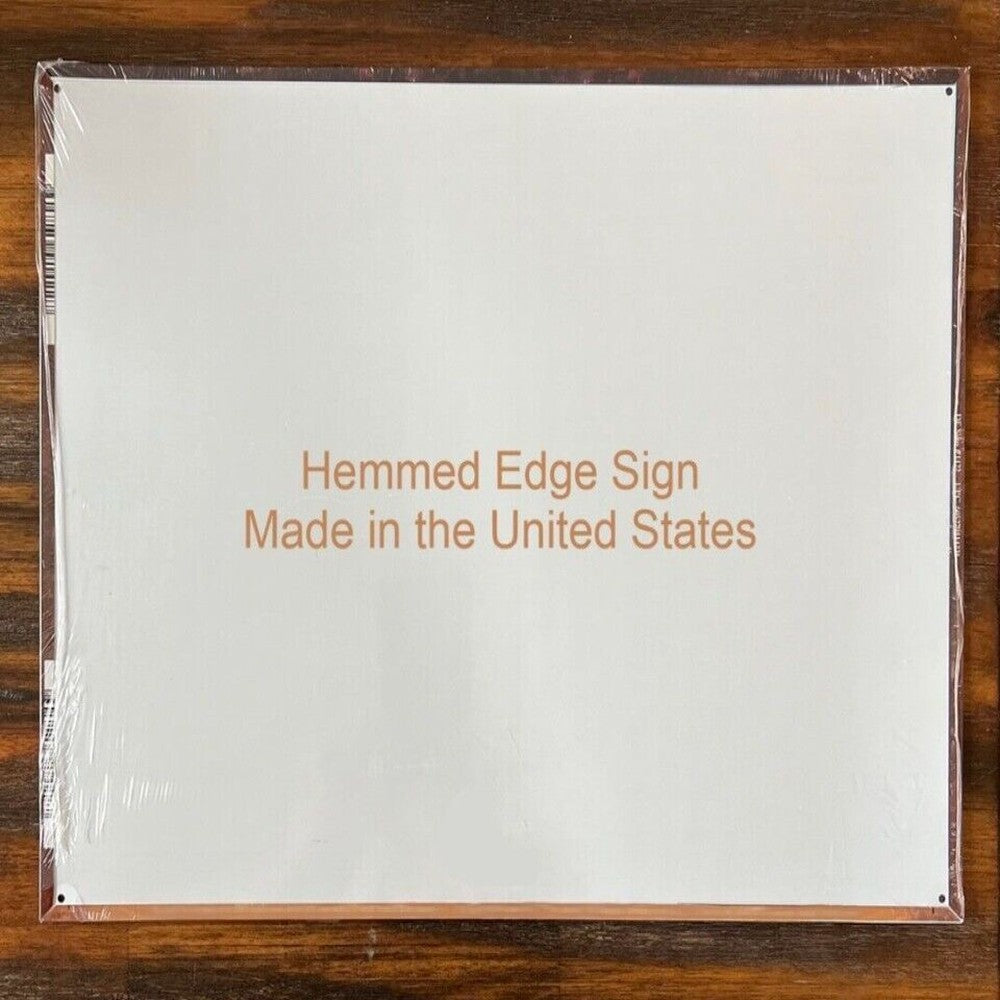 Hemmed Edge Sign
Made in the United States